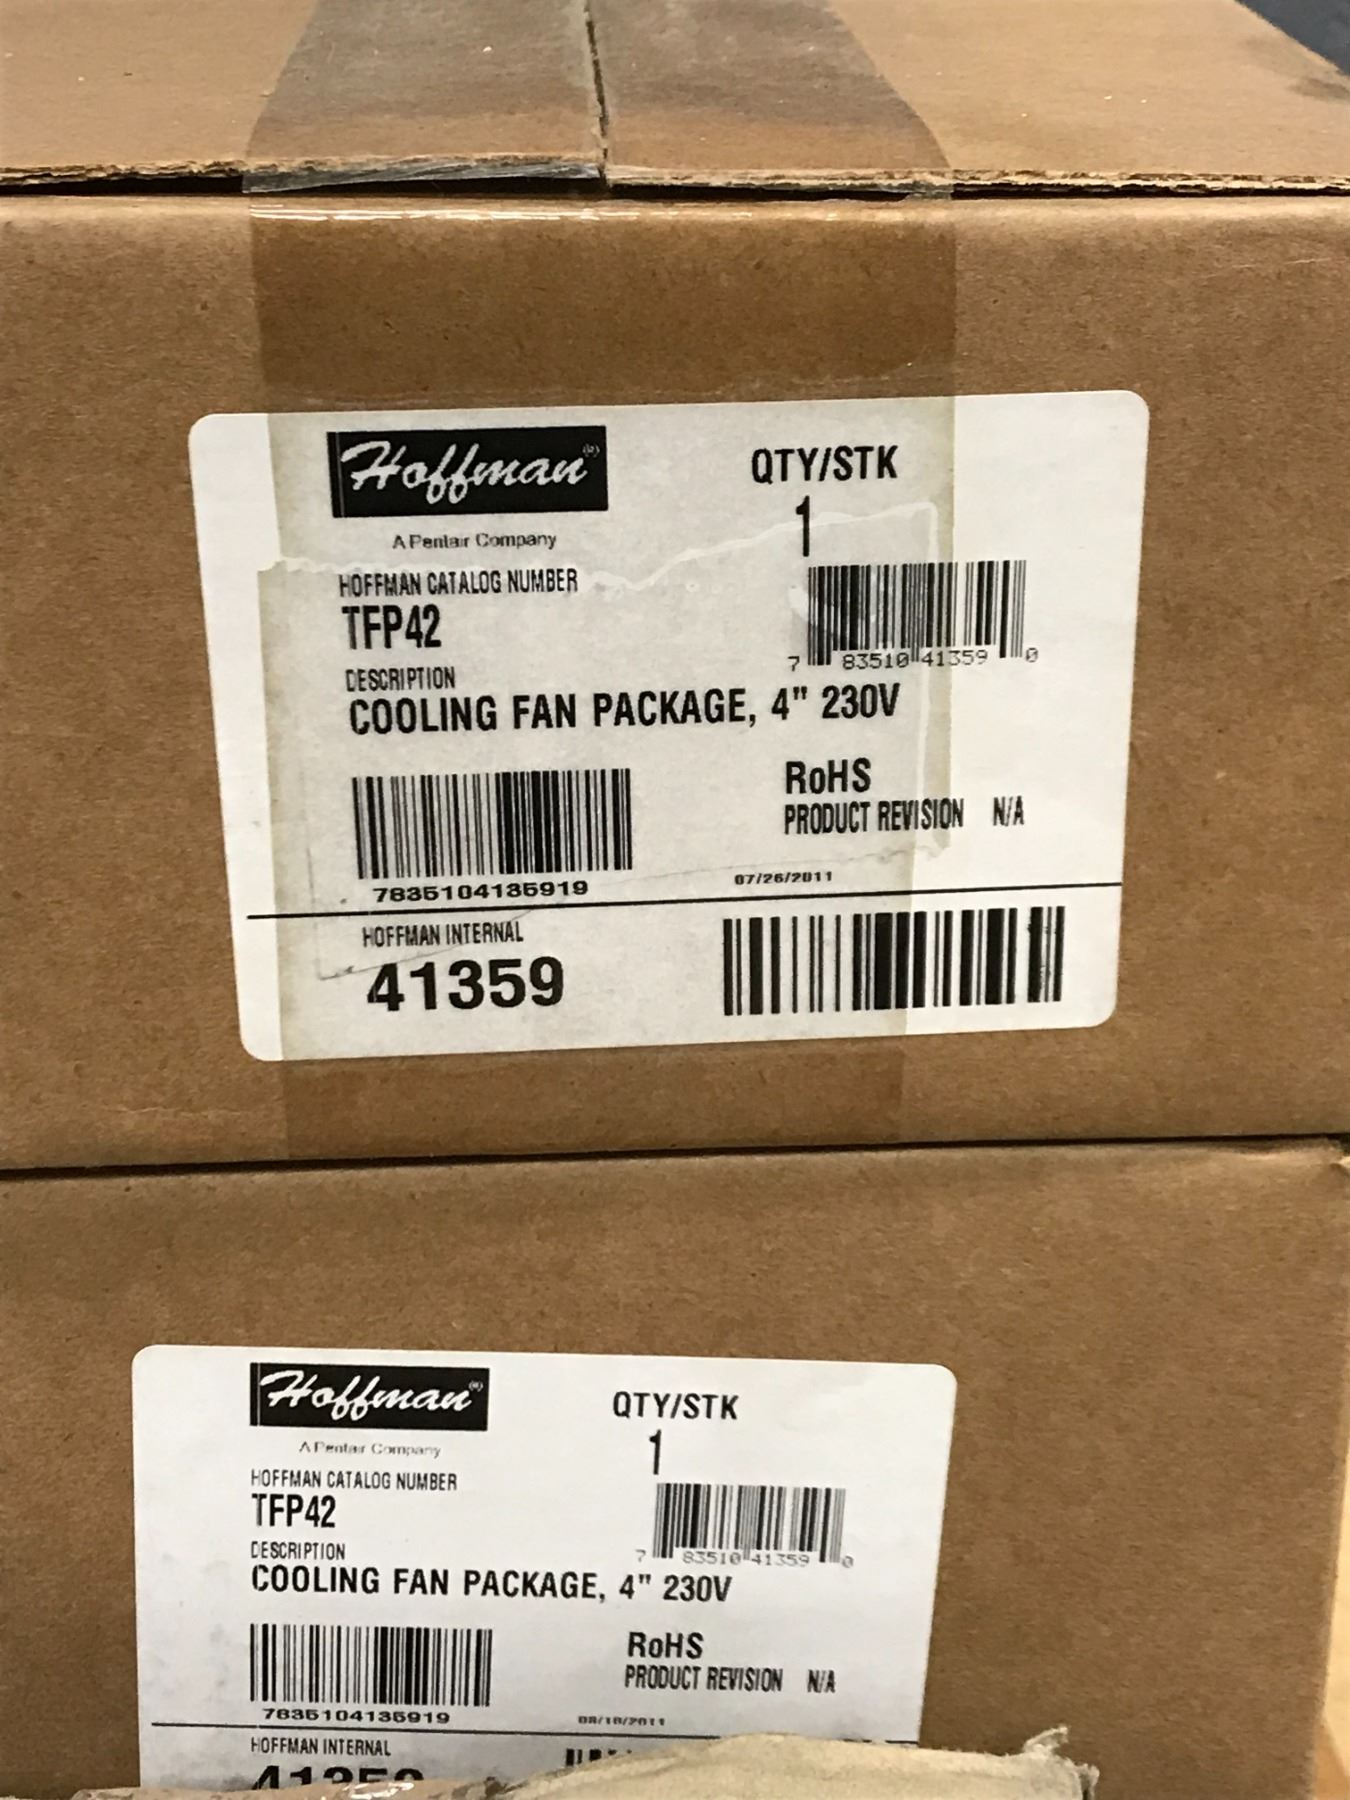 Hoffman®
A Pentair Company
QTY/STK
1
HOFFMAN CATALOG NUMBER
TFP42
7 83510 41359 0
DESCRIPTION
COOLING FAN PACKAGE, 4" 230V
RoHS
PRODUCT REVISION N/A
7835104135919
07/26/2011
HOFFMAN INTERNAL
41359
Hoffman®
A Pentair Company
QTY/STK
1
HOFFMAN CATALOG NUMBER
TFP42
7 83510 41359 0
DESCRIPTION
COOLING FAN PACKAGE, 4" 230V
RoHS
PRODUCT REVISION N/A
7835104135919
HOFFMAN INTERNAL
41359